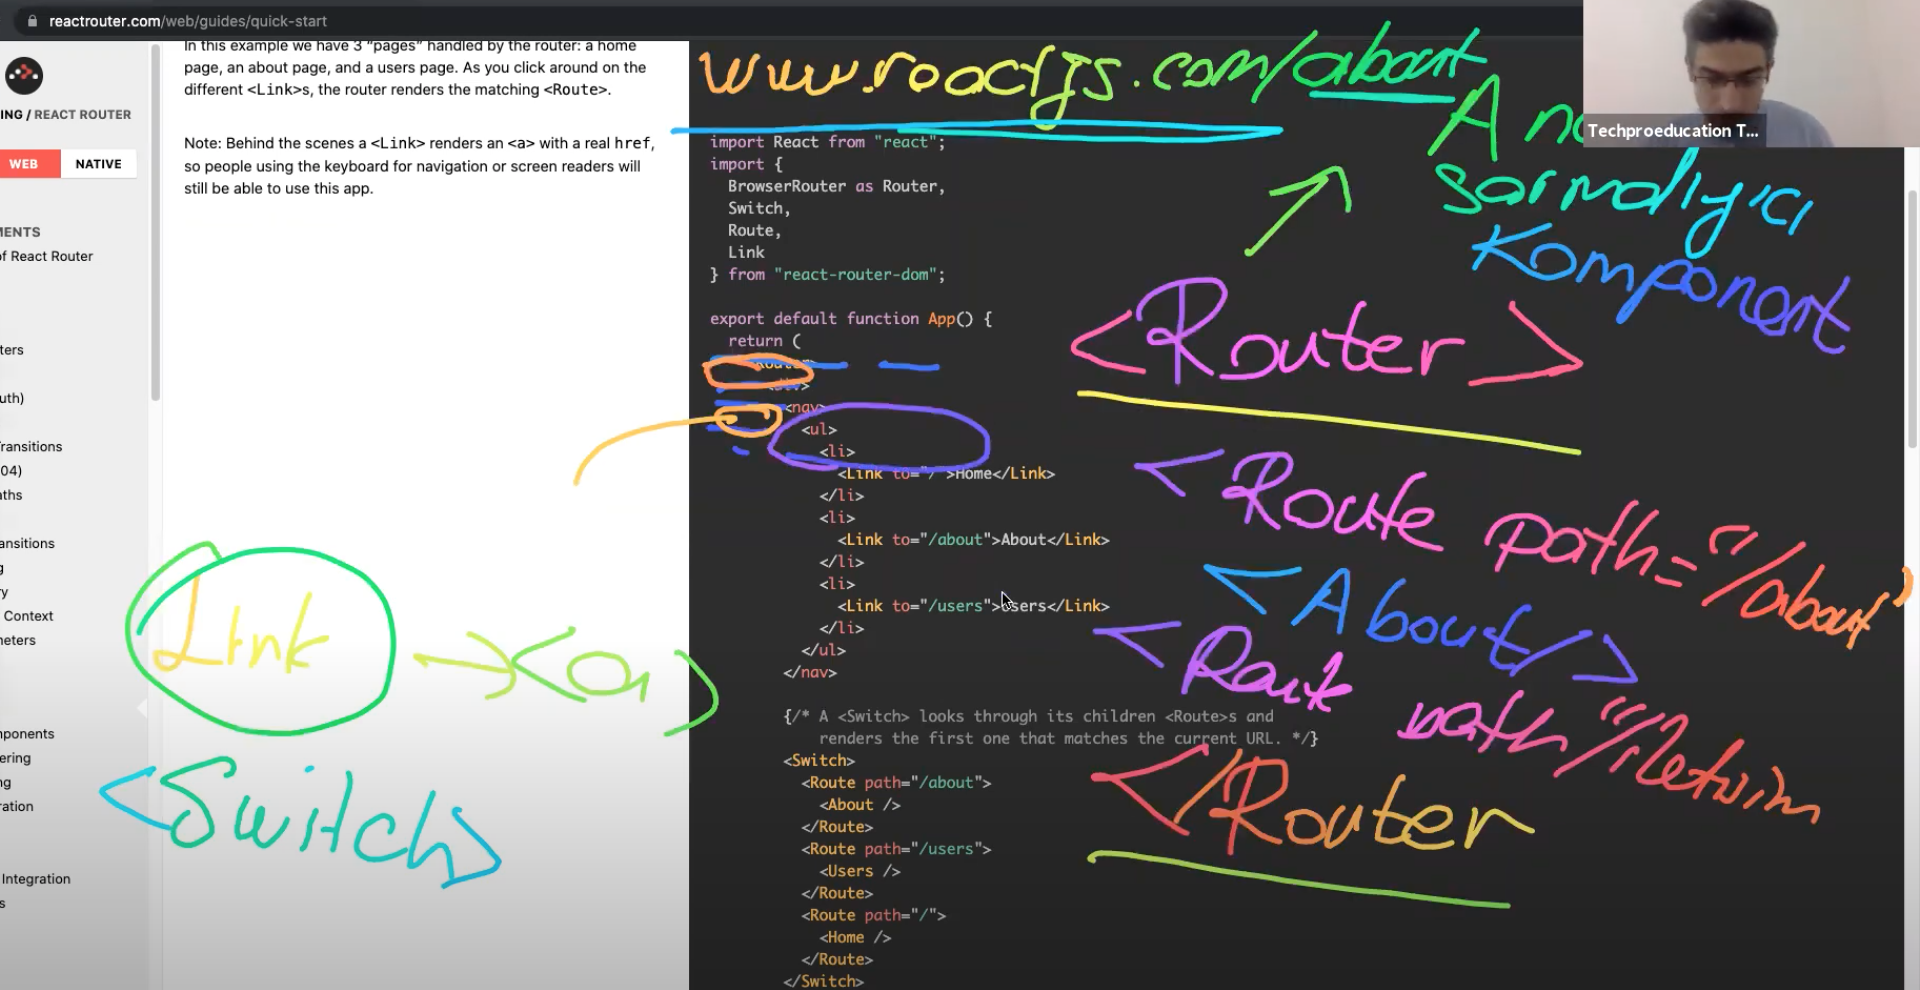 reactrouter.com/web/guides/quick-start
ING / REACT ROUTER
WEB
NATIVE
MENTS
of React Router
ters
uth)
ransitions
04)
aths
ansitions
g
ry
Context
meters
mponents
ering
ng
ration
Integration
s
In this example we have 3 "pages" handled by the router: a home
page, an about page, and a users page. As you click around on the
different <Link>s, the router renders the matching <Route>.
Note: Behind the scenes a <Link> renders an <a> with a real href,
so people using the keyboard for navigation or screen readers will
still be able to use this app.
Link → <a>
<Switch>
www.reactjs.com/about
import React from "react";
import {
BrowserRouter as Router,
Switch,
Route,
Link
} from "react-router-dom";
export default function App() {
return (
<nav>
<ul>
<li>
<Link to="/">Home</Link>
</li>
<li>
<Link to="/about">About</Link>
</li>
<li>
<Link to="/users">Users</Link>
</li>
</ul>
</nav>
{/* A <Switch> looks through its children <Route>s and
renders the first one that matches the current URL. */}
<Switch>
<Route path="/about">
<About />
</Route>
<Route path="/users">
<Users />
</Route>
<Route path="/">
<Home />
</Route>
</Switch>
Techproeducation T...
A
sarmalıyıcı
Komponent
<Router>
<Route path="/about"
<About/>
<Route path "/iletisim
</Router